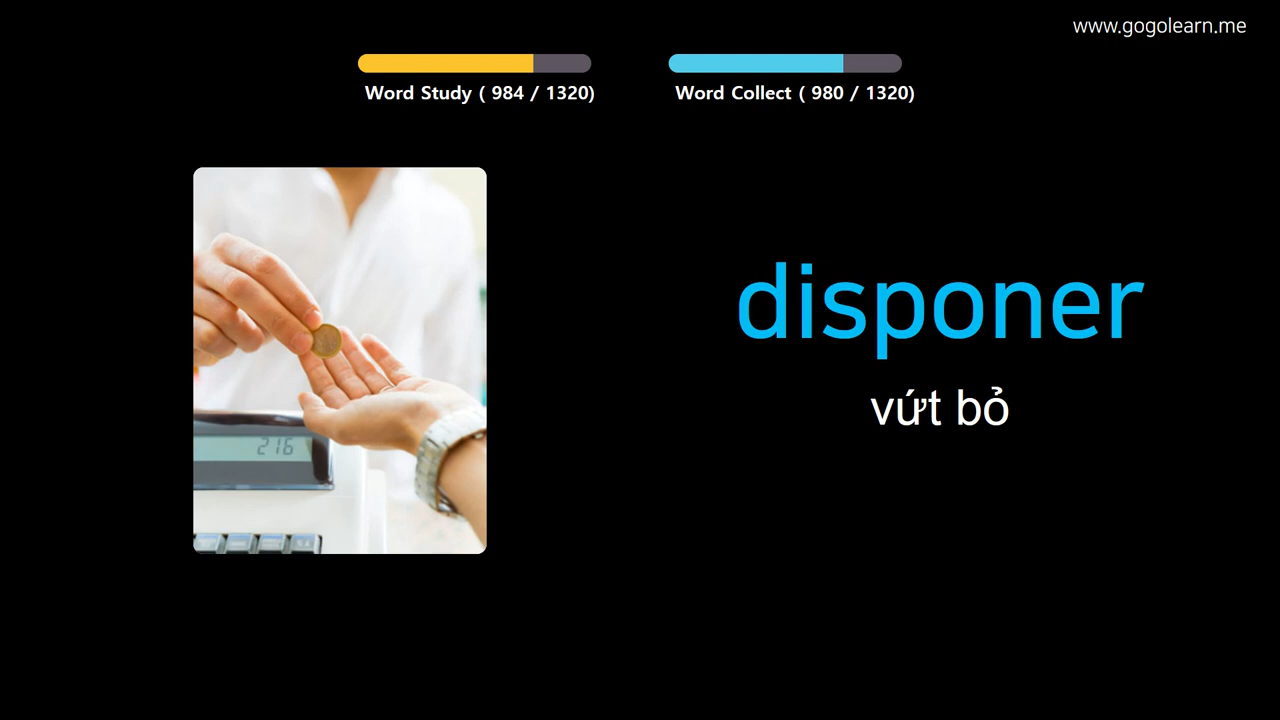 www.gogolearn.me
Word Study ( 984 / 1320)
Word Collect ( 980 / 1320)
disponer
vứt bỏ
216